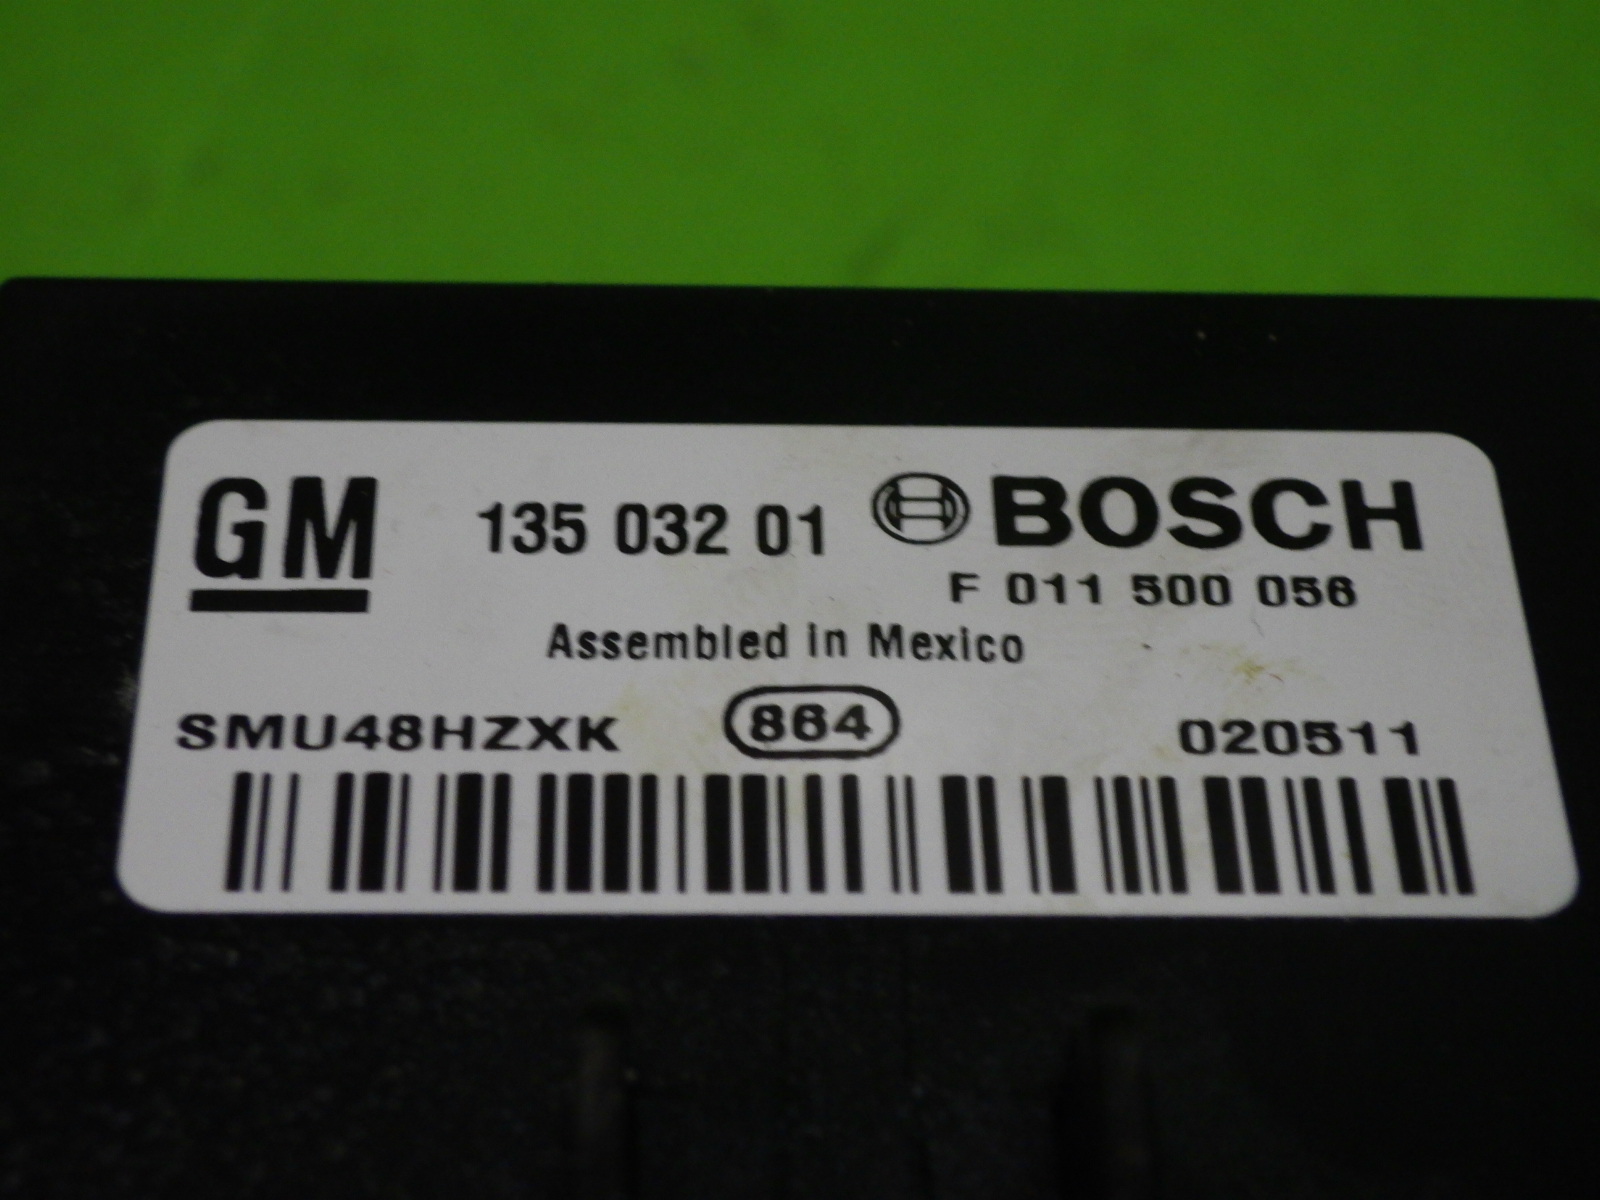 GM 135 032 01 BOSCH
F 011 500 056
Assembled in Mexico
SMU48HZXK 864 020511